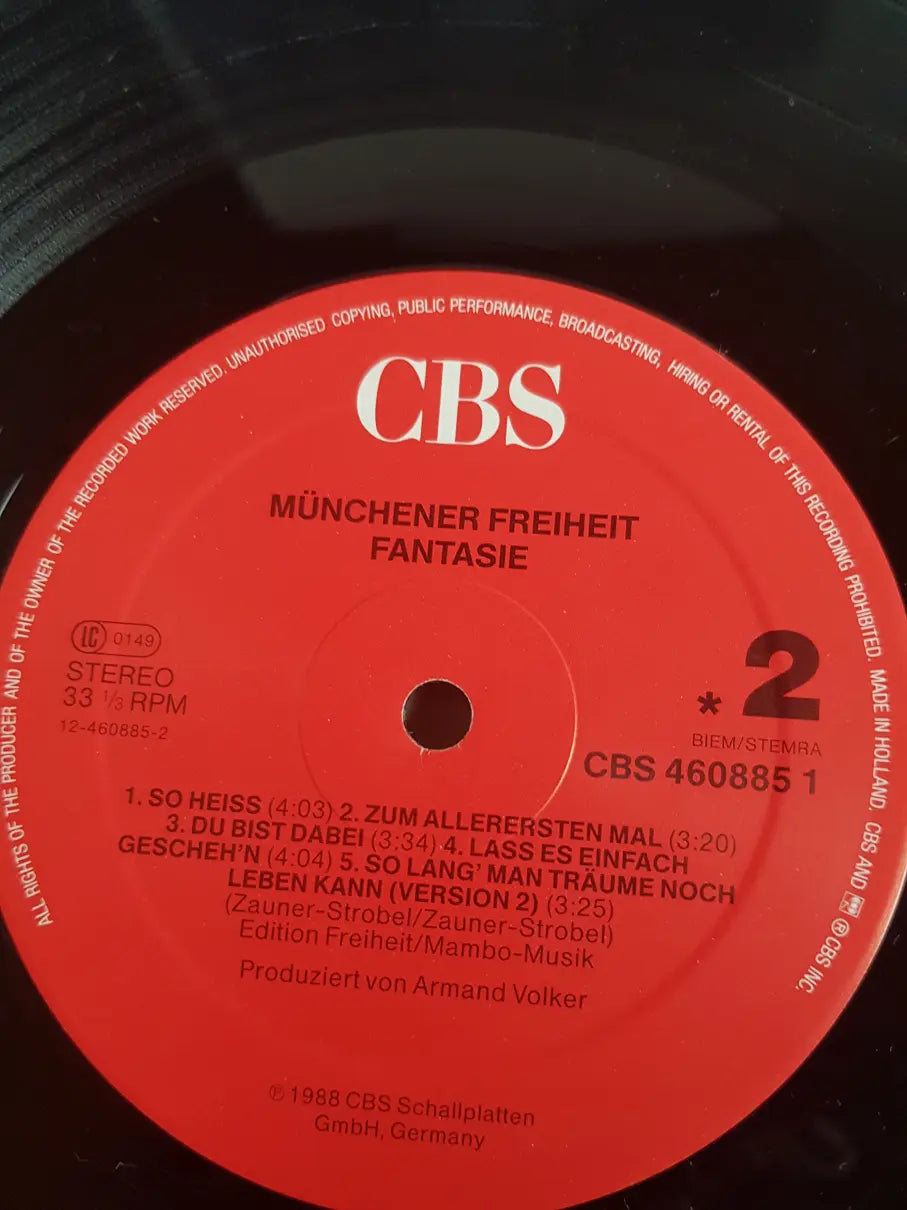 ALL RIGHTS OF THE PRODUCER AND OF THE OWNER OF THE RECORDED WORK RESERVED. UNAUTHORISED COPYING, PUBLIC PERFORMANCE, BROADCASTING, HIRING OR RENTAL OF THIS RECORDING PROHIBITED. MADE IN HOLLAND. CBS AND ® CBS INC.
CBS
MÜNCHENER FREIHEIT
FANTASIE
LC 0149
STEREO
33 1/3 RPM
12-460885-2
* 2
BIEM/STEMRA
CBS 460885 1
1. SO HEISS (4:03) 2. ZUM ALLERERSTEN MAL (3:20)
3. DU BIST DABEI (3:34) 4. LASS ES EINFACH
GESCHEH'N (4:04) 5. SO LANG' MAN TRÄUME NOCH
LEBEN KANN (VERSION 2) (3:25)
(Zauner-Strobel/Zauner-Strobel)
Edition Freiheit/Mambo-Musik
Produziert von Armand Volker
℗ 1988 CBS Schallplatten
GmbH, Germany